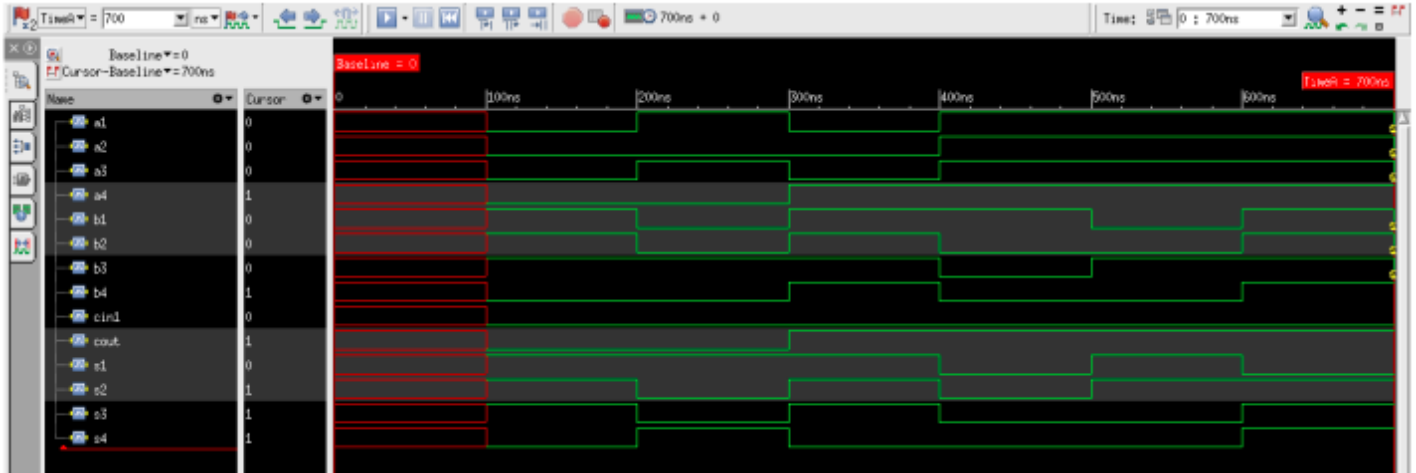 x2 TimeA = 700 ns 700ns + 0 Time: 0 : 700ns
Baseline = 0
Cursor-Baseline = 700ns
Baseline = 0
TimeA = 700ns
Name Cursor 0 100ns 200ns 300ns 400ns 500ns 600ns
a1 0
a2 0
a3 0
a4 1
b1 0
b2 0
b3 0
b4 1
cin1 0
cout 1
s1 0
s2 1
s3 1
s4 1